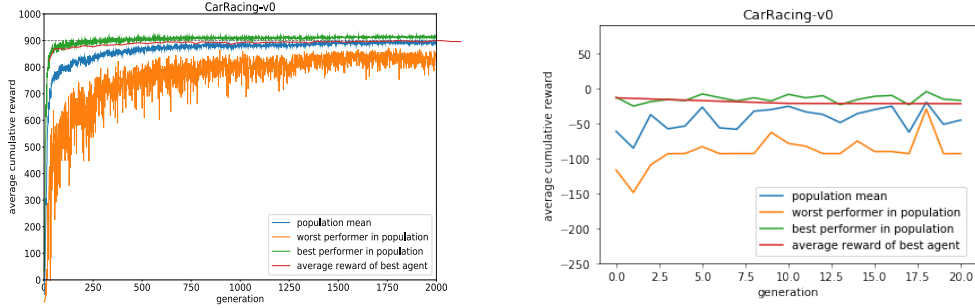 CarRacing-v0
average cumulative reward
1000
900
800
700
600
500
400
300
200
100
0
population mean
worst performer in population
best performer in population
average reward of best agent
0
250
500
750
1000
1250
1500
1750
2000
generation
CarRacing-v0
average cumulative reward
0
−50
−100
−150
−200
−250
population mean
worst performer in population
best performer in population
average reward of best agent
0.0
2.5
5.0
7.5
10.0
12.5
15.0
17.5
20.0
generation